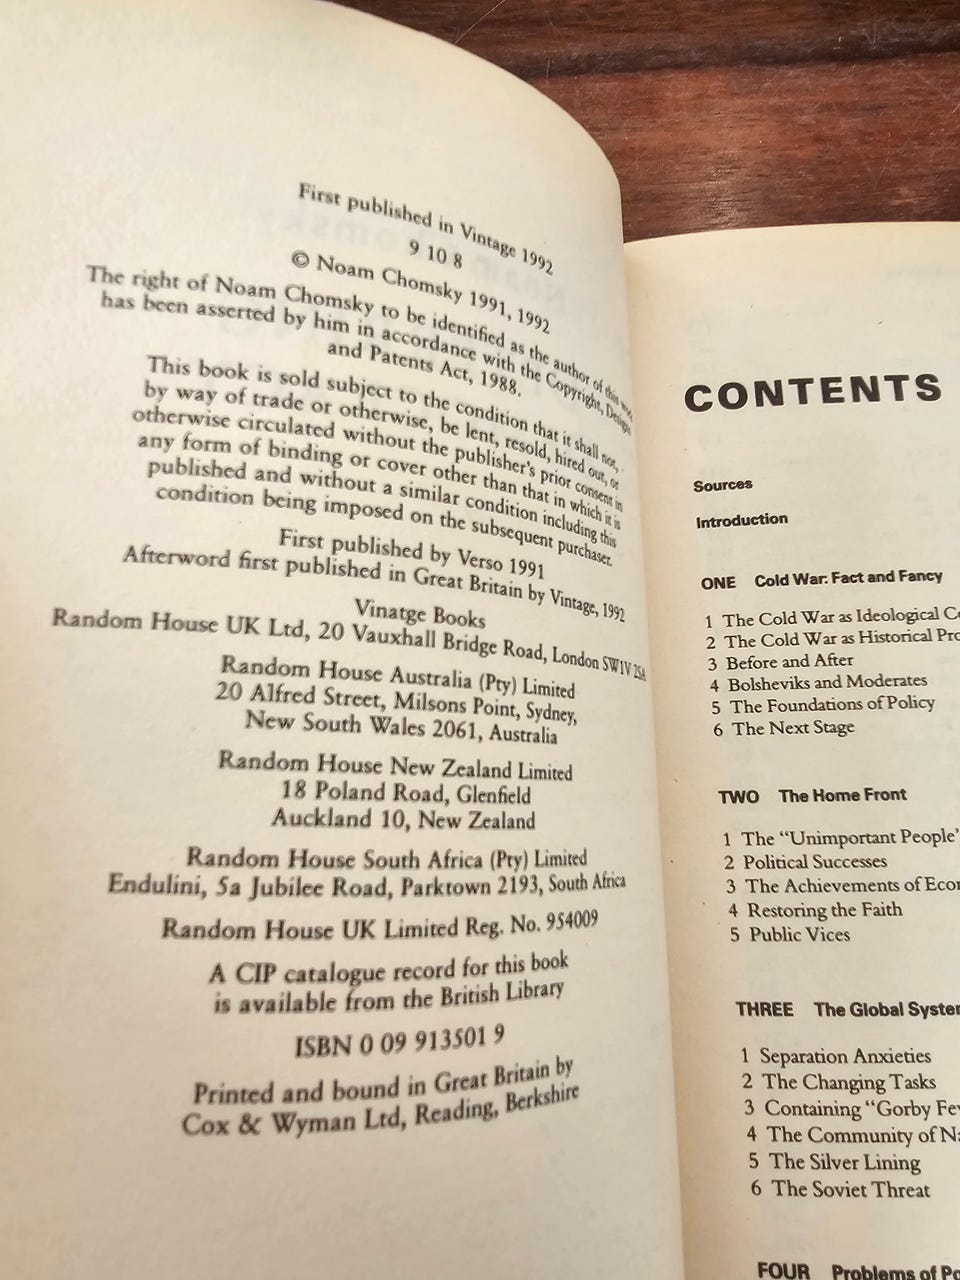 First published in Vintage 1992
9 10 8
© Noam Chomsky 1991, 1992
The right of Noam Chomsky to be identified as the author of this work
has been asserted by him in accordance with the Copyright, Designs
and Patents Act, 1988.
This book is sold subject to the condition that it shall not,
by way of trade or otherwise, be lent, resold, hired out, or
otherwise circulated without the publisher's prior consent in
any form of binding or cover other than that in which it is
published and without a similar condition including this
condition being imposed on the subsequent purchaser.
First published by Verso 1991
Afterword first published in Great Britain by Vintage, 1992
Vinatge Books
Random House UK Ltd, 20 Vauxhall Bridge Road, London SW1V 2SA
Random House Australia (Pty) Limited
20 Alfred Street, Milsons Point, Sydney,
New South Wales 2061, Australia
Random House New Zealand Limited
18 Poland Road, Glenfield
Auckland 10, New Zealand
Random House South Africa (Pty) Limited
Endulini, 5a Jubilee Road, Parktown 2193, South Africa
Random House UK Limited Reg. No. 954009
A CIP catalogue record for this book
is available from the British Library
ISBN 0 09 913501 9
Printed and bound in Great Britain by
Cox & Wyman Ltd, Reading, Berkshire
CONTENTS
Sources
Introduction
ONE Cold War: Fact and Fancy
1 The Cold War as Ideological
2 The Cold War as Historical
3 Before and After
4 Bolsheviks and Moderates
5 The Foundations of Policy
6 The Next Stage
TWO The Home Front
1 The "Unimportant People"
2 Political Successes
3 The Achievements of
4 Restoring the Faith
5 Public Vices
THREE The Global
1 Separation Anxieties
2 The Changing Tasks
3 Containing "Gorby
4 The Community of
5 The Silver Lining
6 The Soviet Threat
FOUR Problems of